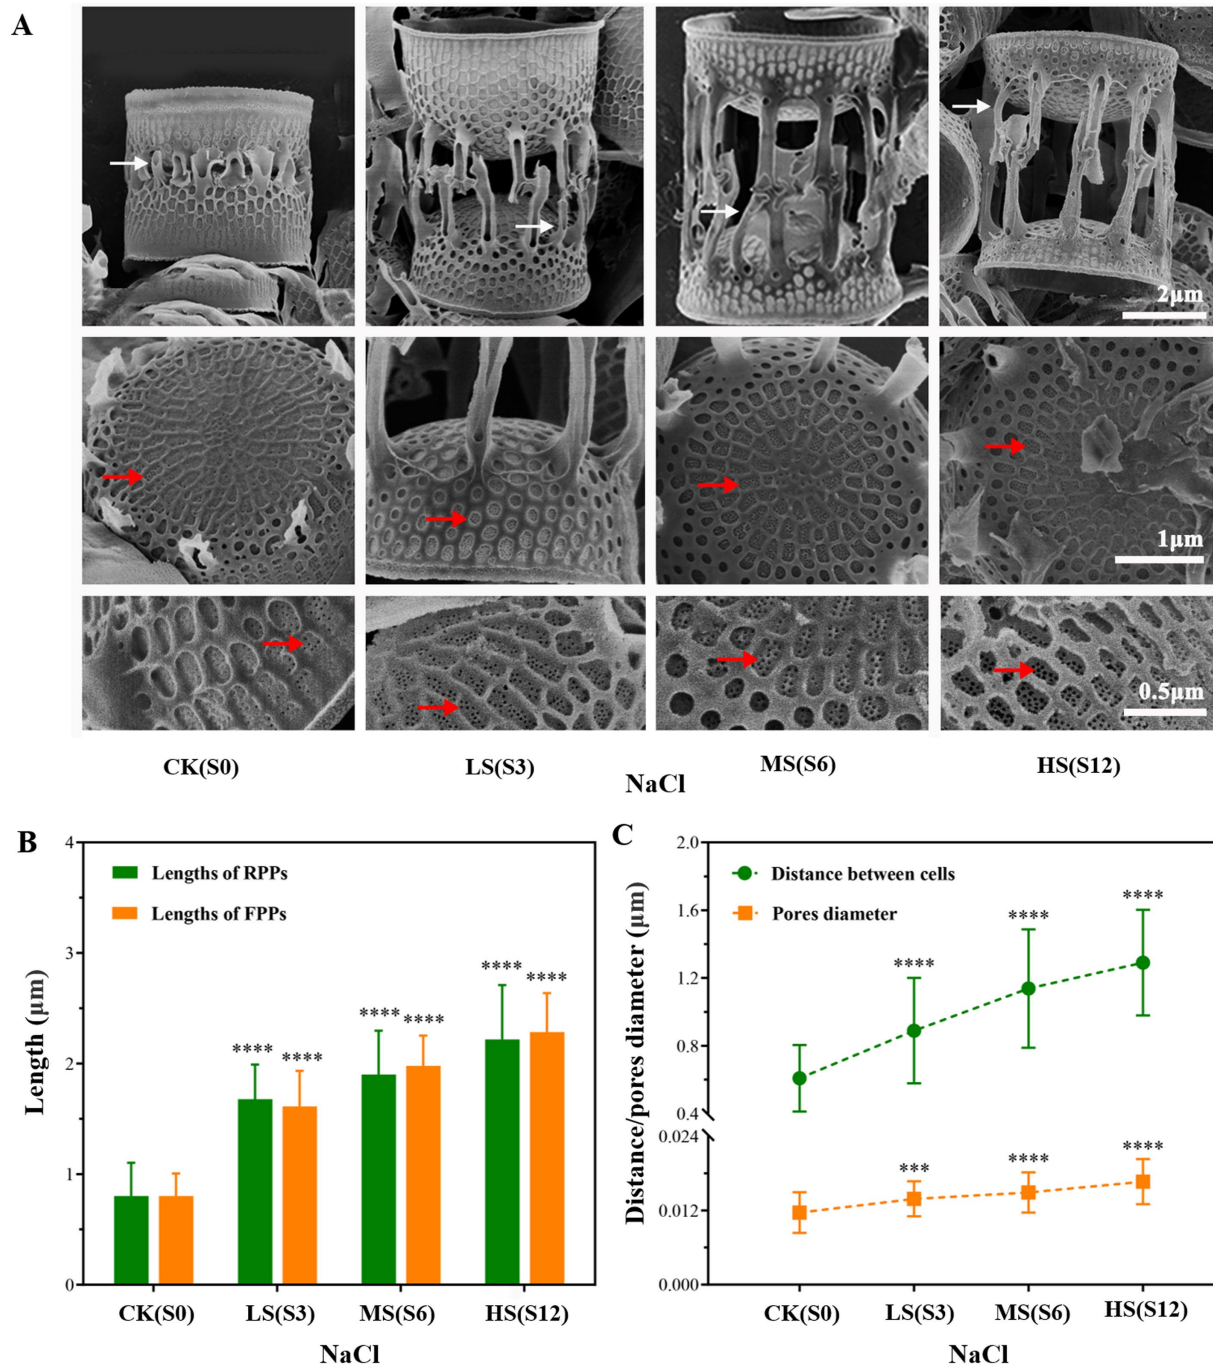 A
2μm
1μm
0.5μm
CK(S0) LS(S3) MS(S6) HS(S12)
NaCl
B
4
3
2
1
0
Length (μm)
Lengths of RPPs
Lengths of FPPs
**** ****
**** ****
**** ****
CK(S0) LS(S3) MS(S6) HS(S12)
NaCl
C
2.0
1.6
1.2
0.8
0.4
0.024
0.012
0.000
Distance/pores diameter (μm)
Distance between cells
Pores diameter
****
****
****
***
****
****
CK(S0) LS(S3) MS(S6) HS(S12)
NaCl